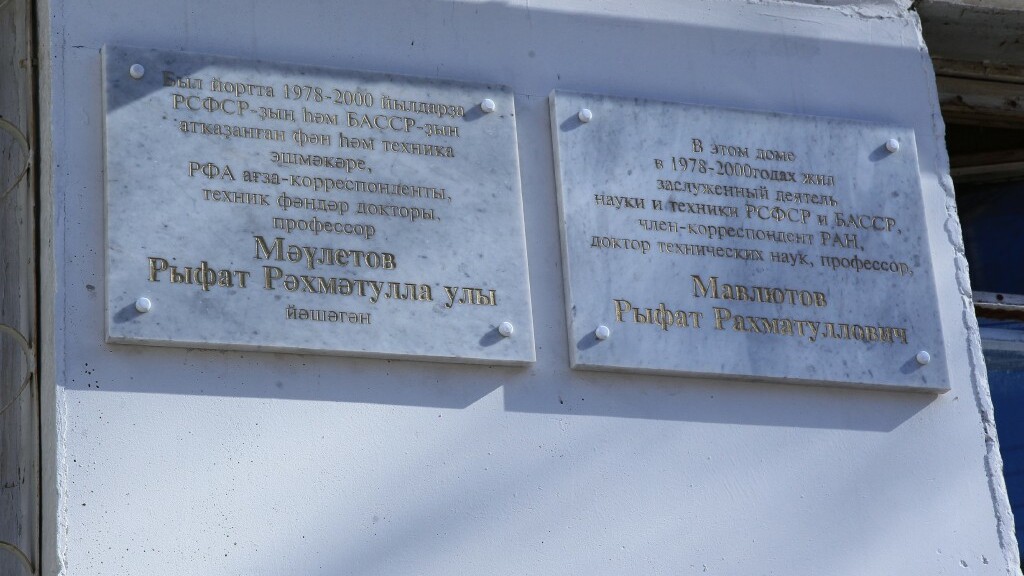 Был йортта 1978-2000 йылдарҙа
РСФСР-ҙың һәм БАССР-ҙың
атҡаҙанған фән һәм техника
эшмәкәре,
РФА ағза-корреспонденты,
техник фәндәр докторы,
профессор
Мәүлетов
Рыфат Рәхмәтулла улы
йәшәгән
В этом доме
в 1978-2000годах жил
заслуженный деятель
науки и техники РСФСР и БАССР,
член-корреспондент РАН,
доктор технических наук, профессор,
Мавлютов
Рыфат Рахматуллович